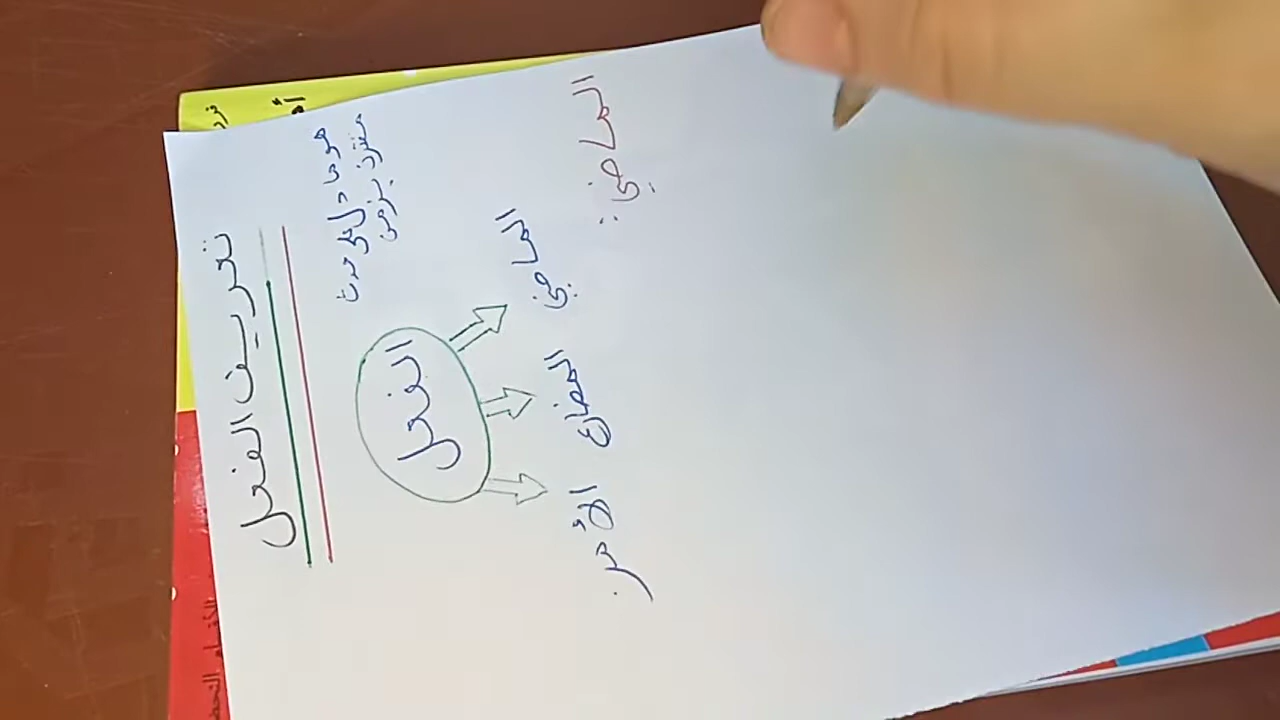 تعريف الفعل
هو ما دل على حدث
مقترن بزمن
الفعل
الماضي
المضارع
الأمر
الماضي: